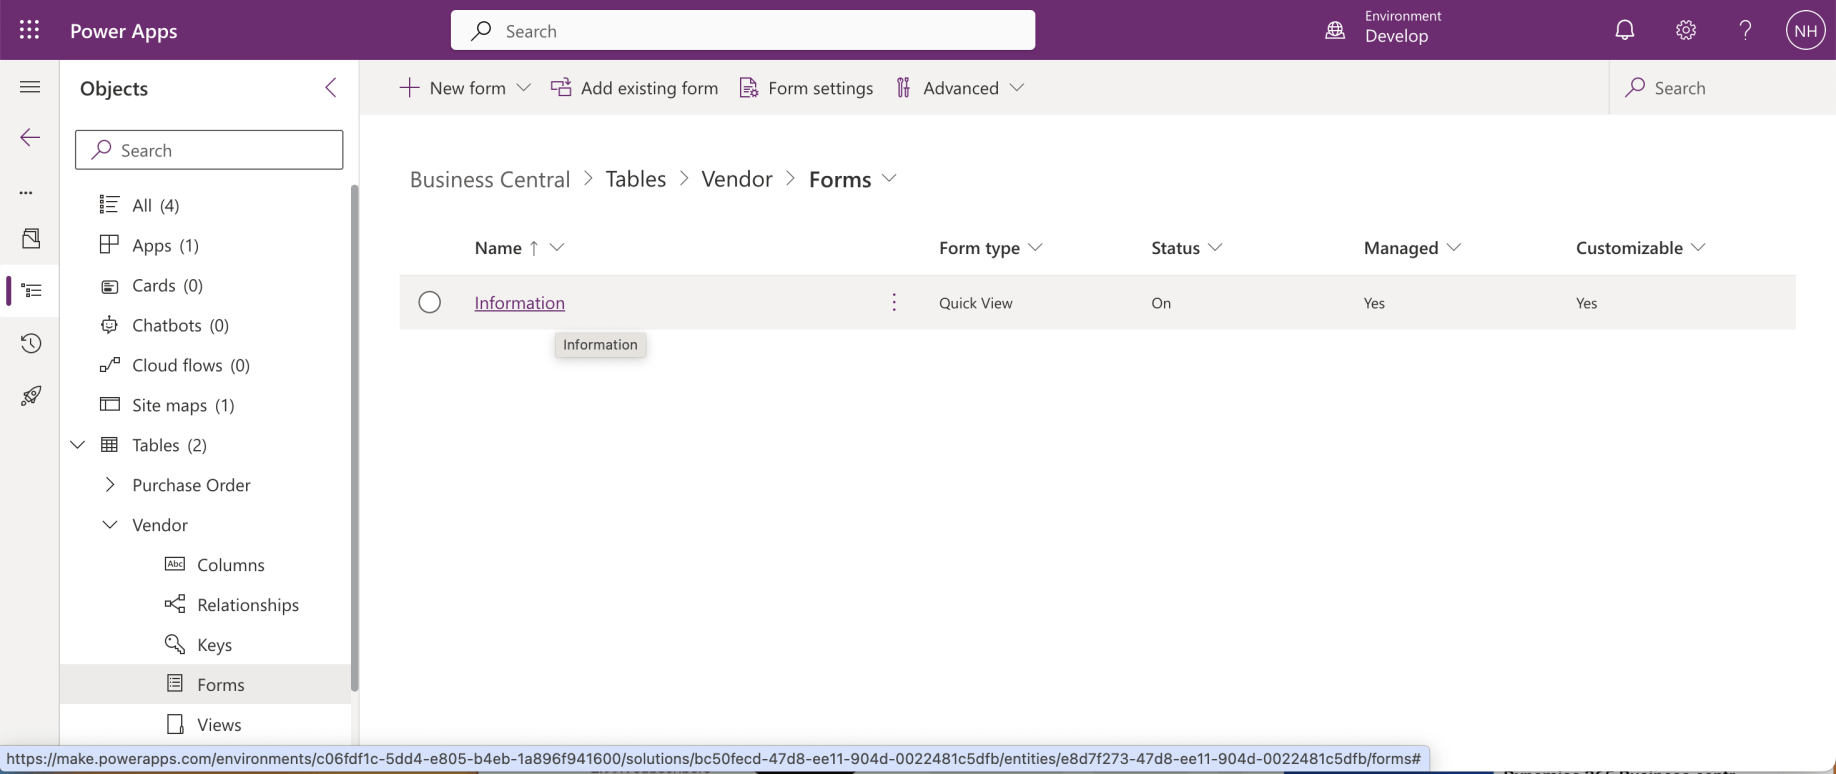 Power Apps
Search
Environment
Develop
NH
Objects
New form
Add existing form
Form settings
Advanced
Search
Search
All (4)
Apps (1)
Cards (0)
Chatbots (0)
Cloud flows (0)
Site maps (1)
Tables (2)
Purchase Order
Vendor
Abc Columns
Relationships
Keys
Forms
Views
Business Central > Tables > Vendor > Forms
Name ↑ Form type Status Managed Customizable
Information Quick View On Yes Yes
Information
https://make.powerapps.com/environments/c06fdf1c-5dd4-e805-b4eb-1a896f941600/solutions/bc50fecd-47d8-ee11-904d-0022481c5dfb/entities/e8d7f273-47d8-ee11-904d-0022481c5dfb/forms#